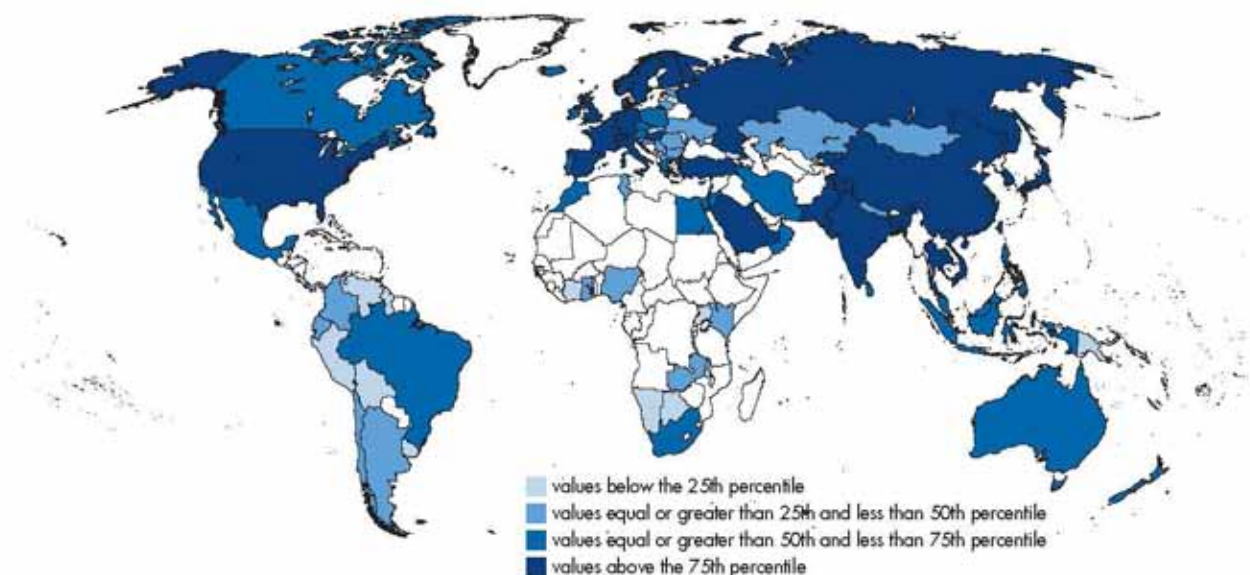 values below the 25th percentile
values equal or greater than 25th and less than 50th percentile
values equal or greater than 50th and less than 75th percentile
values above the 75th percentile